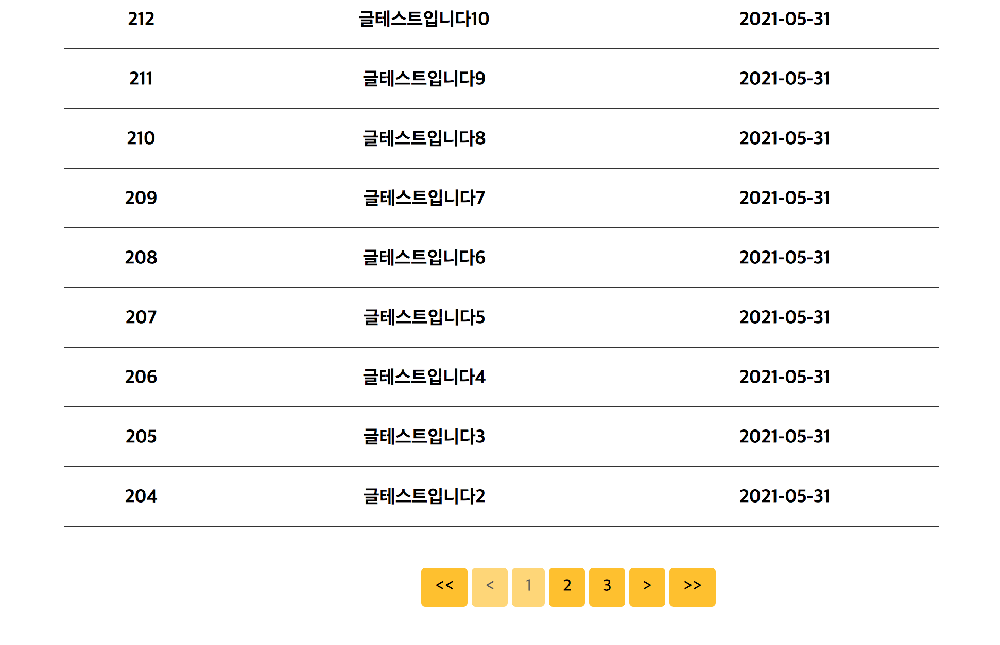 212 글테스트입니다10 2021-05-31
211 글테스트입니다9 2021-05-31
210 글테스트입니다8 2021-05-31
209 글테스트입니다7 2021-05-31
208 글테스트입니다6 2021-05-31
207 글테스트입니다5 2021-05-31
206 글테스트입니다4 2021-05-31
205 글테스트입니다3 2021-05-31
204 글테스트입니다2 2021-05-31
<< < 1 2 3 > >>